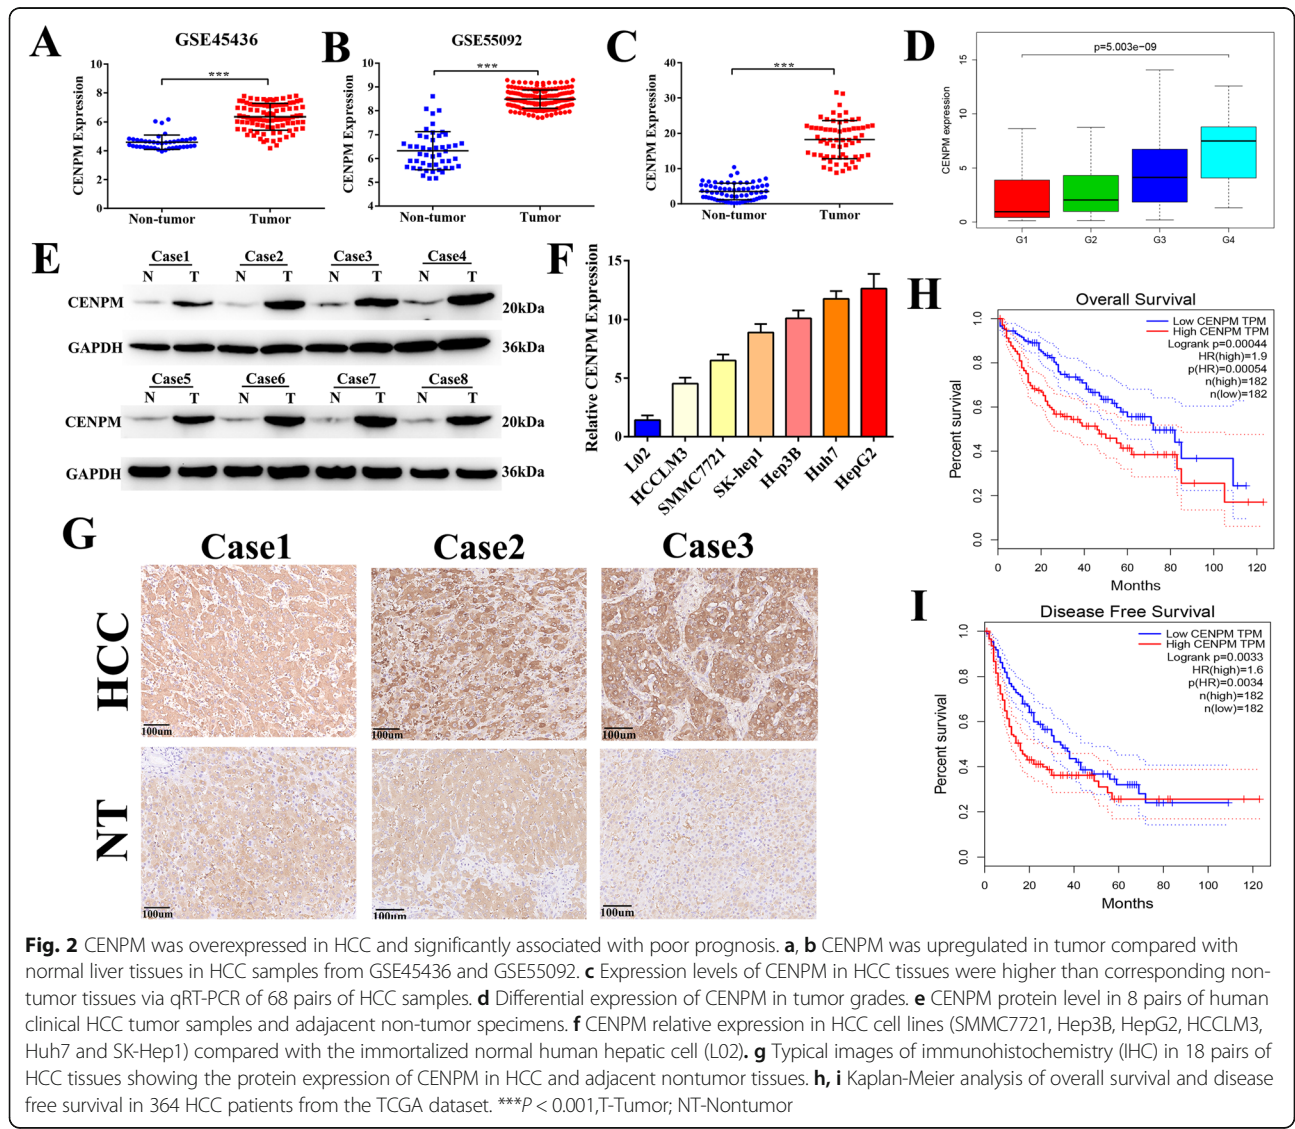 A
GSE45436
CENPM Expression
10
8
6
4
2
0
***
Non-tumor
Tumor
B
GSE55092
CENPM Expression
10
9
8
7
6
5
4
***
Non-tumor
Tumor
C
CENPM Expression
40
30
20
10
0
***
Non-tumor
Tumor
D
p=5.003e−09
CENPM expression
15
10
5
0
G1
G2
G3
G4
E
Case1 Case2 Case3 Case4
N T N T N T N T
CENPM
20kDa
GAPDH
36kDa
Case5 Case6 Case7 Case8
N T N T N T N T
CENPM
20kDa
GAPDH
36kDa
F
Relative CENPM Expression
15
10
5
0
L02
HCCLM3
SMMC7721
SK-hep1
Hep3B
Huh7
HepG2
G
Case1
Case2
Case3
HCC
100um
100um
100um
NT
100um
100um
100um
H
Overall Survival
Low CENPM TPM
High CENPM TPM
Logrank p=0.00044
HR(high)=1.9
p(HR)=0.00054
n(high)=182
n(low)=182
Percent survival
1.0
0.8
0.6
0.4
0.2
0.0
0 20 40 60 80 100 120
Months
I
Disease Free Survival
Low CENPM TPM
High CENPM TPM
Logrank p=0.0033
HR(high)=1.6
p(HR)=0.0034
n(high)=182
n(low)=182
Percent survival
1.0
0.8
0.6
0.4
0.2
0.0
0 20 40 60 80 100 120
Months
Fig. 2 CENPM was overexpressed in HCC and significantly associated with poor prognosis. a, b CENPM was upregulated in tumor compared with
normal liver tissues in HCC samples from GSE45436 and GSE55092. c Expression levels of CENPM in HCC tissues were higher than corresponding non-
tumor tissues via qRT-PCR of 68 pairs of HCC samples. d Differential expression of CENPM in tumor grades. e CENPM protein level in 8 pairs of human
clinical HCC tumor samples and adajacent non-tumor specimens. f CENPM relative expression in HCC cell lines (SMMC7721, Hep3B, HepG2, HCCLM3,
Huh7 and SK-Hep1) compared with the immortalized normal human hepatic cell (L02). g Typical images of immunohistochemistry (IHC) in 18 pairs of
HCC tissues showing the protein expression of CENPM in HCC and adjacent nontumor tissues. h, i Kaplan-Meier analysis of overall survival and disease
free survival in 364 HCC patients from the TCGA dataset. ***P < 0.001,T-Tumor; NT-Nontumor